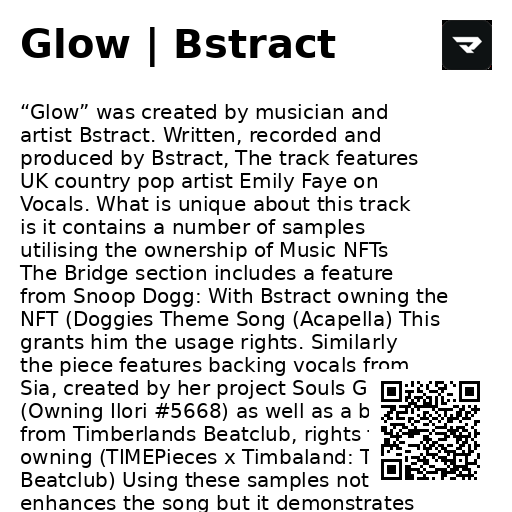 Glow | Bstract
“Glow” was created by musician and
artist Bstract. Written, recorded and
produced by Bstract, The track features
UK country pop artist Emily Faye on
Vocals. What is unique about this track
is it contains a number of samples
utilising the ownership of Music NFTs
The Bridge section includes a feature
from Snoop Dogg: With Bstract owning the
NFT (Doggies Theme Song (Acapella) This
grants him the usage rights. Similarly
the piece features backing vocals from
Sia, created by her project Souls G
(Owning Ilori #5668) as well as a b
from Timberlands Beatclub, rights
owning (TIMEPieces x Timbaland: T
Beatclub) Using these samples not
enhances the song but it demonstrates